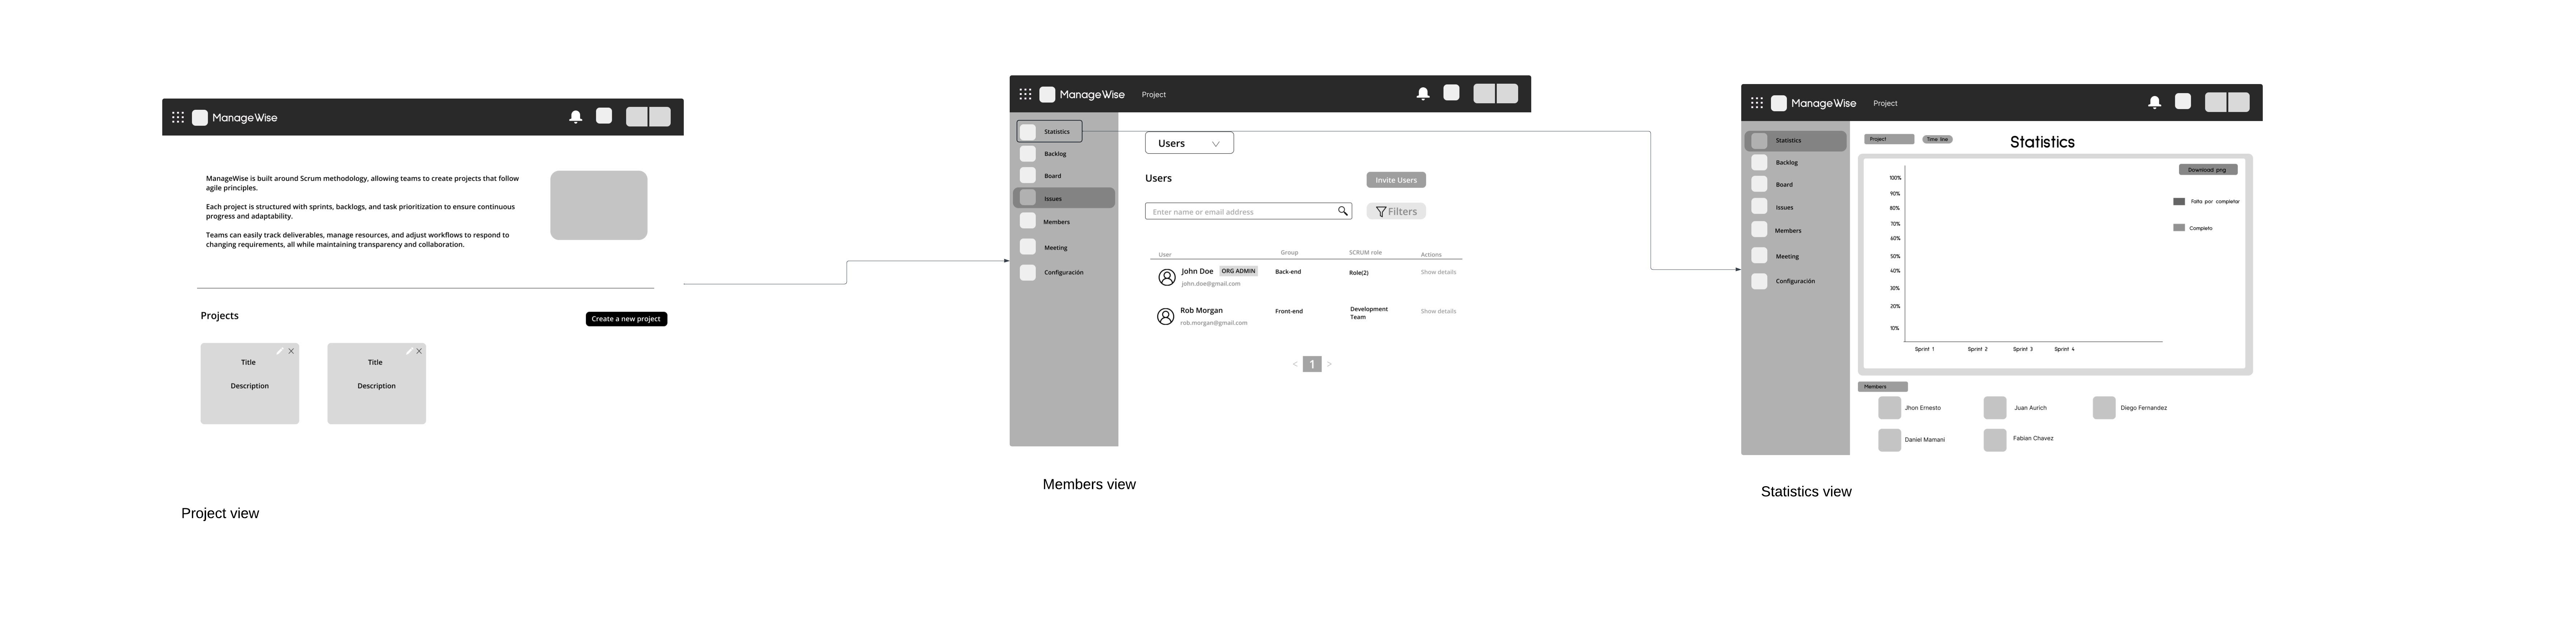 ManageWise
ManageWise is built around Scrum methodology, allowing teams to create projects that follow
agile principles.
Each project is structured with sprints, backlogs, and task prioritization to ensure continuous
progress and adaptability.
Teams can easily track deliverables, manage resources, and adjust workflows to respond to
changing requirements, all while maintaining transparency and collaboration.
Projects
Create a new project
Title
Description
Title
Description
Project view
ManageWise
Project
Statistics
Backlog
Board
Issues
Members
Meeting
Configuración
Users
Users
Invite Users
Enter name or email address
Filters
User
Group
SCRUM role
Actions
John Doe
ORG ADMIN
john.doe@gmail.com
Back-end
Role(2)
Show details
Rob Morgan
rob.morgan@gmail.com
Front-end
Development
Team
Show details
< 1 >
Members view
ManageWise
Project
Statistics
Backlog
Board
Issues
Members
Meeting
Configuración
Project
Time line
Statistics
Download png
100%
90%
80%
70%
60%
50%
40%
30%
20%
10%
Sprint 1
Sprint 2
Sprint 3
Sprint 4
Falta por completar
Completo
Members
Jhon Ernesto
Juan Aurich
Diego Fernandez
Daniel Mamani
Fabian Chavez
Statistics view